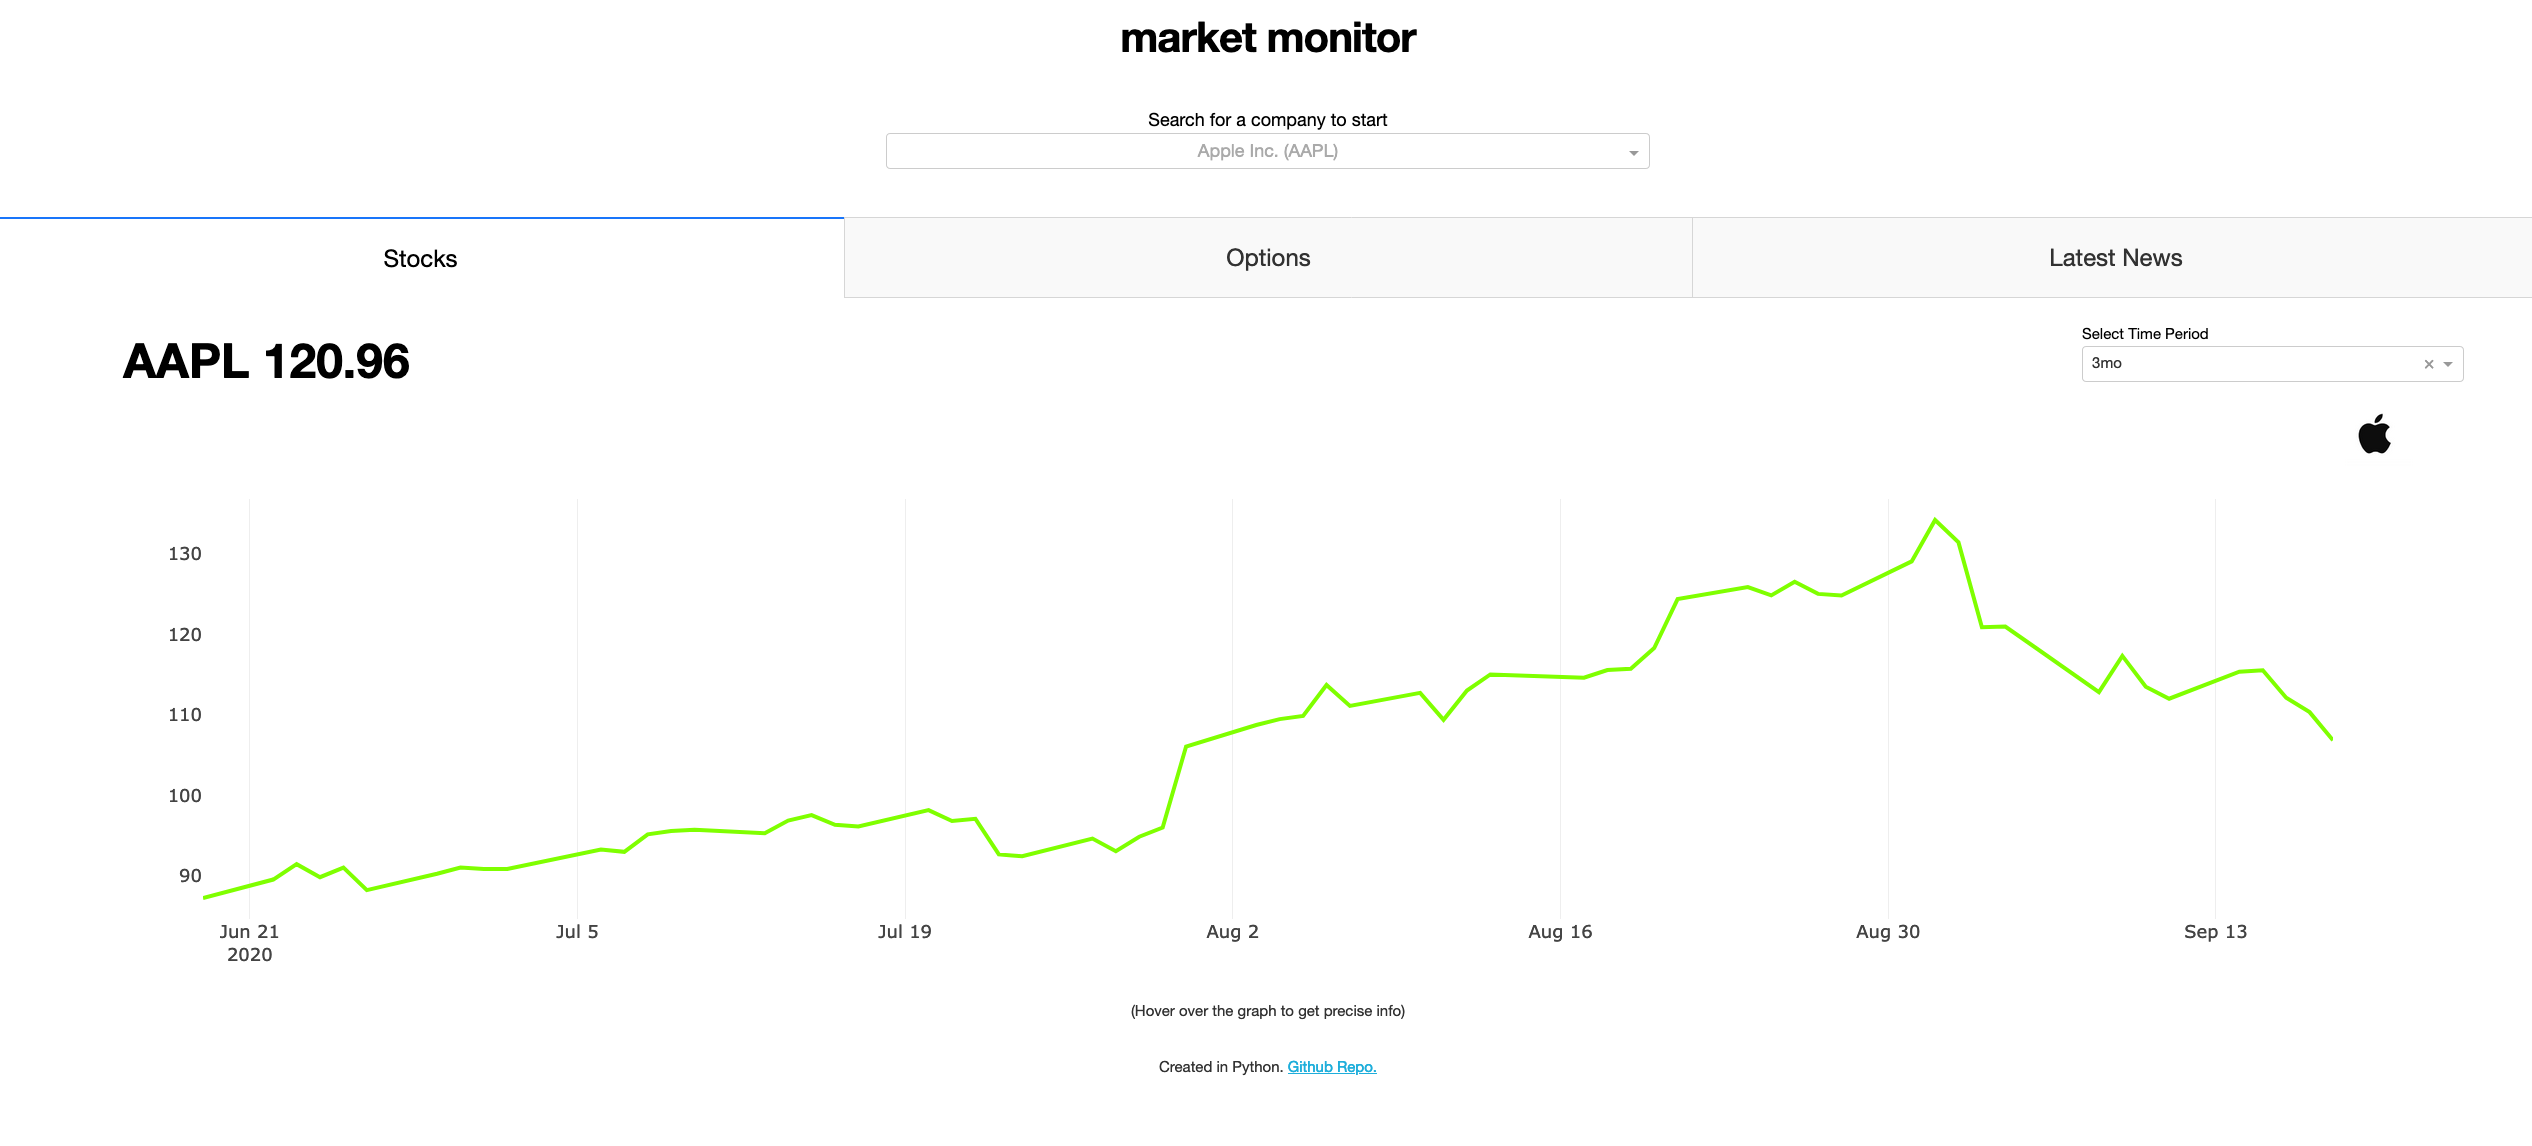 market monitor
Search for a company to start
Apple Inc. (AAPL)
Stocks
Options
Latest News
AAPL 120.96
Select Time Period
3mo
130
120
110
100
90
Jun 21
2020
Jul 5
Jul 19
Aug 2
Aug 16
Aug 30
Sep 13
(Hover over the graph to get precise info)
Created in Python. Github Repo.